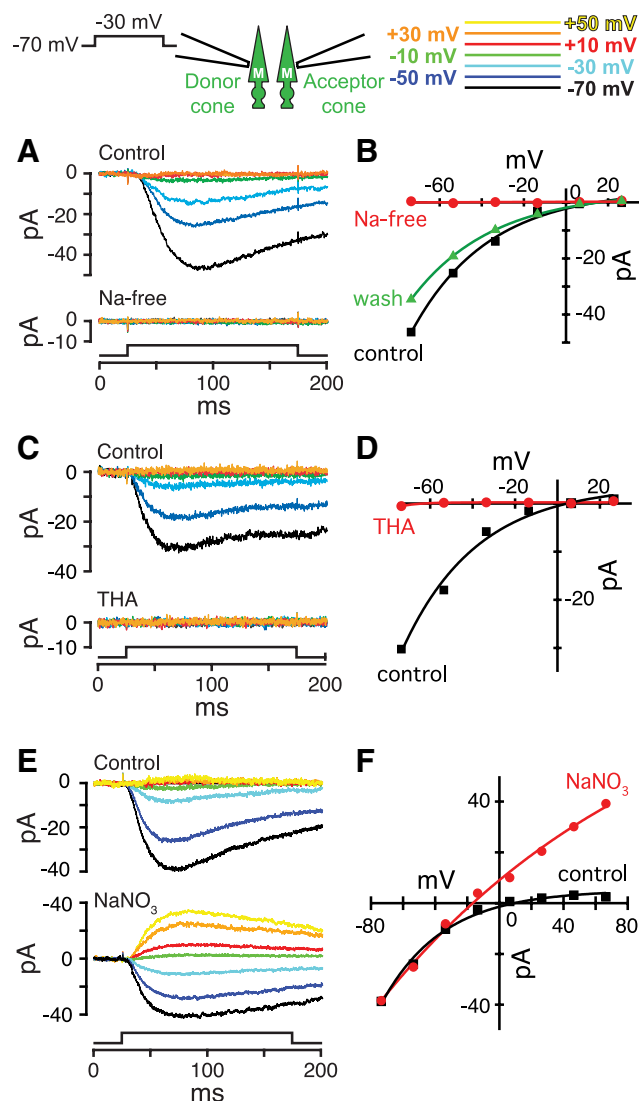 -30 mV
-70 mV
M M
Donor
cone
Acceptor
cone
+50 mV
+30 mV
+10 mV
-10 mV
-30 mV
-50 mV
-70 mV
A
Control
0
-20
-40
pA
Na-free
0
-10
pA
0 100 200
ms
B
mV
-60 -20 20
Na-free
-20
pA
wash
-40
control
C
Control
0
-20
-40
pA
THA
0
-10
pA
0 100 200
ms
D
mV
-60 -20 20
THA
pA
-20
control
E
Control
0
-20
-40
pA
NaNO3
-40
-20
0
-20
-40
pA
0 100 200
ms
F
NaNO3
40
control
mV
-80 -40 0 40 80
pA
-40